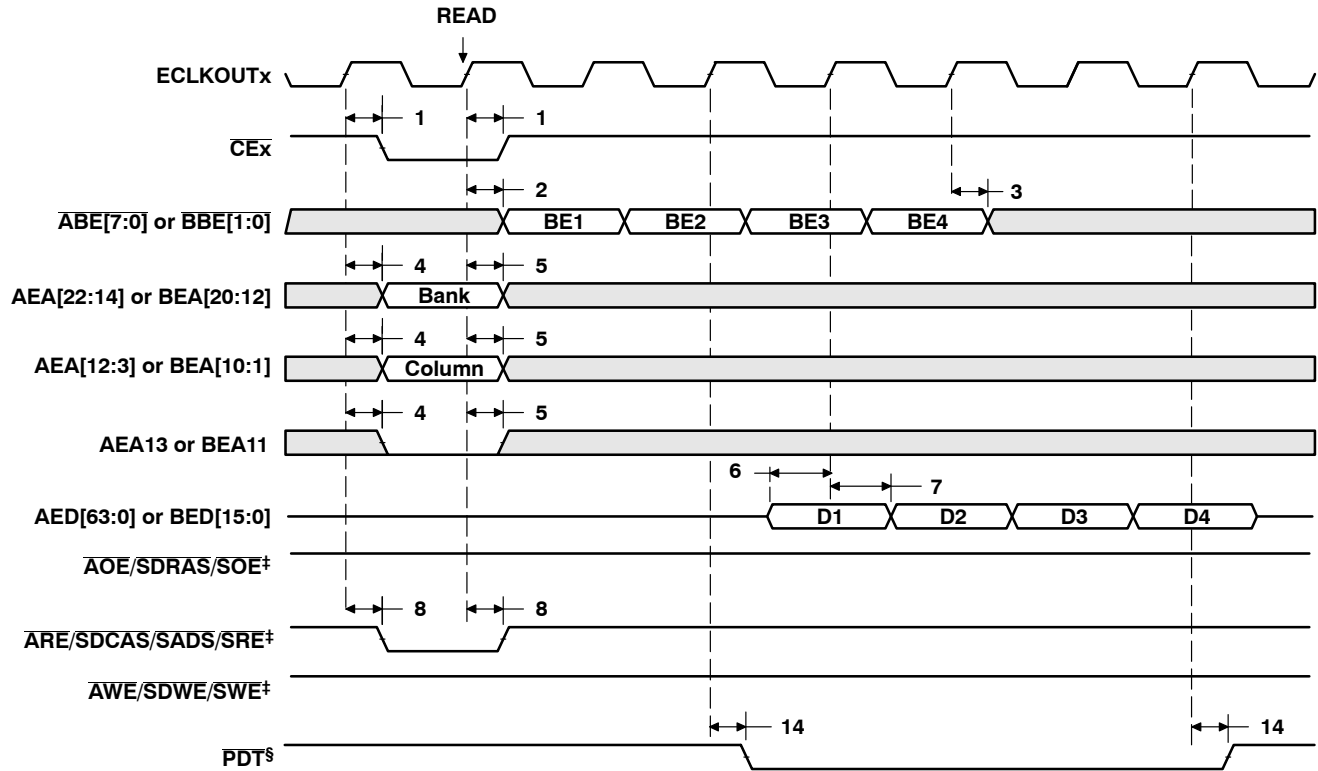 READ
ECLKOUTx
1 1
CEx
2
3
ABE[7:0] or BBE[1:0] BE1 BE2 BE3 BE4
4 5
AEA[22:14] or BEA[20:12] Bank
4 5
AEA[12:3] or BEA[10:1] Column
4 5
AEA13 or BEA11
6
7
AED[63:0] or BED[15:0] D1 D2 D3 D4
AOE/SDRAS/SOE‡
8 8
ARE/SDCAS/SADS/SRE‡
AWE/SDWE/SWE‡
14 14
PDT§